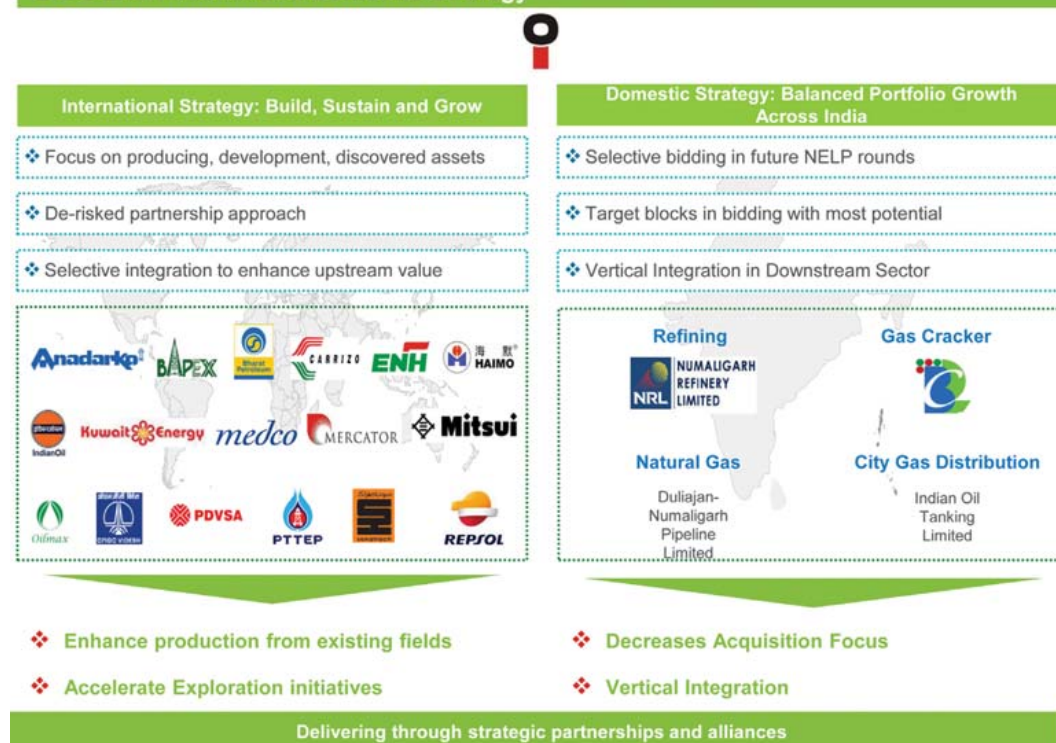 International Strategy: Build, Sustain and Grow
Focus on producing, development, discovered assets
De-risked partnership approach
Selective integration to enhance upstream value
Anadarko
BAPEX
Bharat
Petroleum
CARRIZO
ENH
海 默
HAIMO
IndianOil
Kuwait Energy
medco
MERCATOR
Mitsui
Oilmax
ONGC VIDESH
PDVSA
PTTEP
REPSOL
Enhance production from existing fields
Accelerate Exploration initiatives
Domestic Strategy: Balanced Portfolio Growth
Across India
Selective bidding in future NELP rounds
Target blocks in bidding with most potential
Vertical Integration in Downstream Sector
Refining
NRL
NUMALIGARH
REFINERY
LIMITED
Gas Cracker
Natural Gas
Duliajan-
Numaligarh
Pipeline
Limited
City Gas Distribution
Indian Oil
Tanking
Limited
Decreases Acquisition Focus
Vertical Integration
Delivering through strategic partnerships and alliances